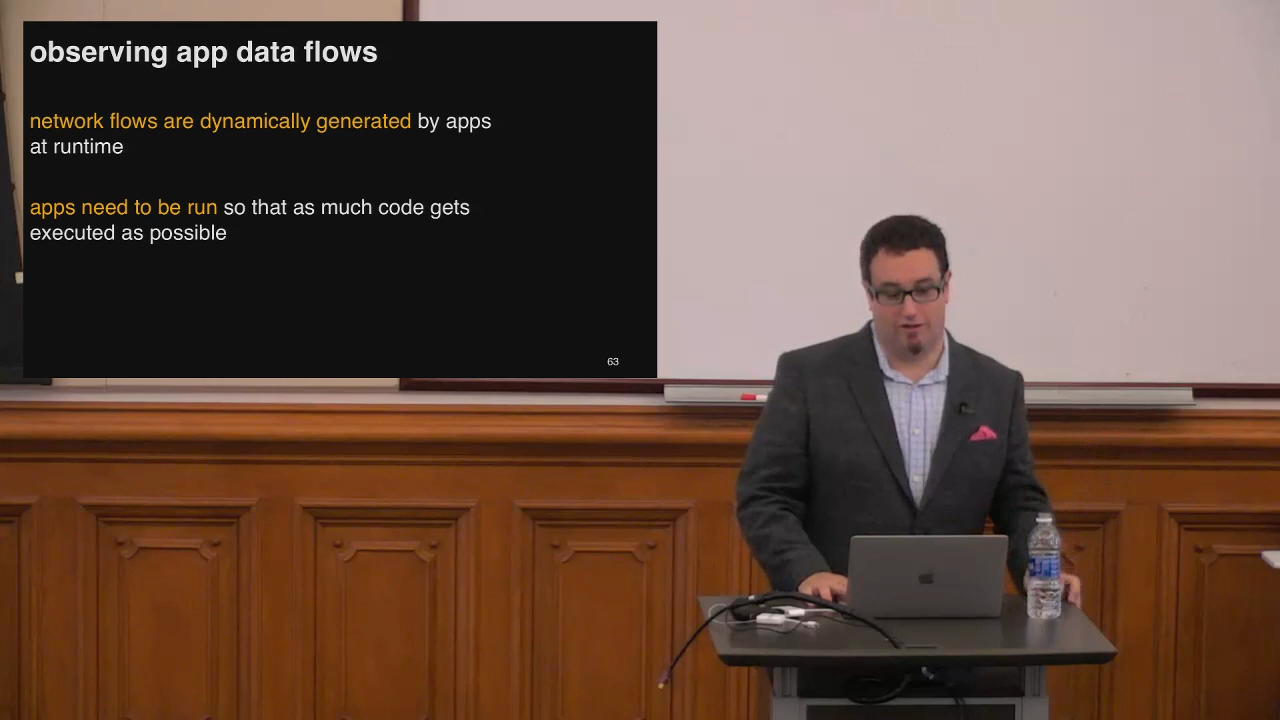 observing app data flows
network flows are dynamically generated by apps
at runtime
apps need to be run so that as much code gets
executed as possible
63